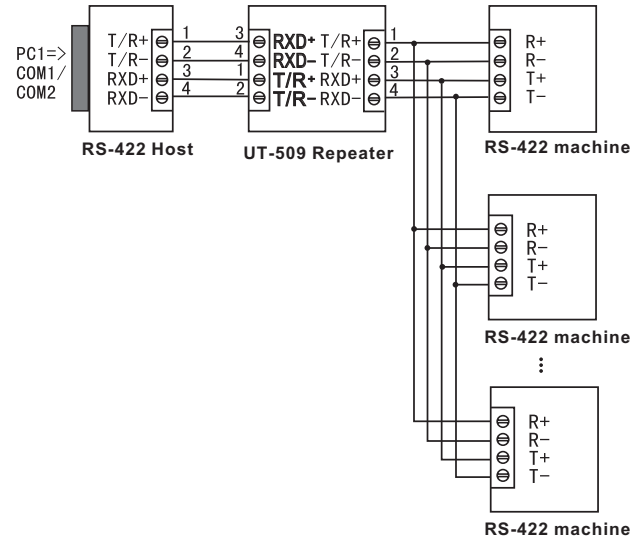 PC1=>
COM1/
COM2
T/R+ 1 3 RXD+ T/R+ 1 R+
T/R- 2 4 RXD- T/R- 2 R-
RXD+ 3 1 T/R+ RXD+ 3 T+
RXD- 4 2 T/R- RXD- 4 T-
RS-422 Host
UT-509 Repeater
RS-422 machine
R+
R-
T+
T-
RS-422 machine
R+
R-
T+
T-
RS-422 machine